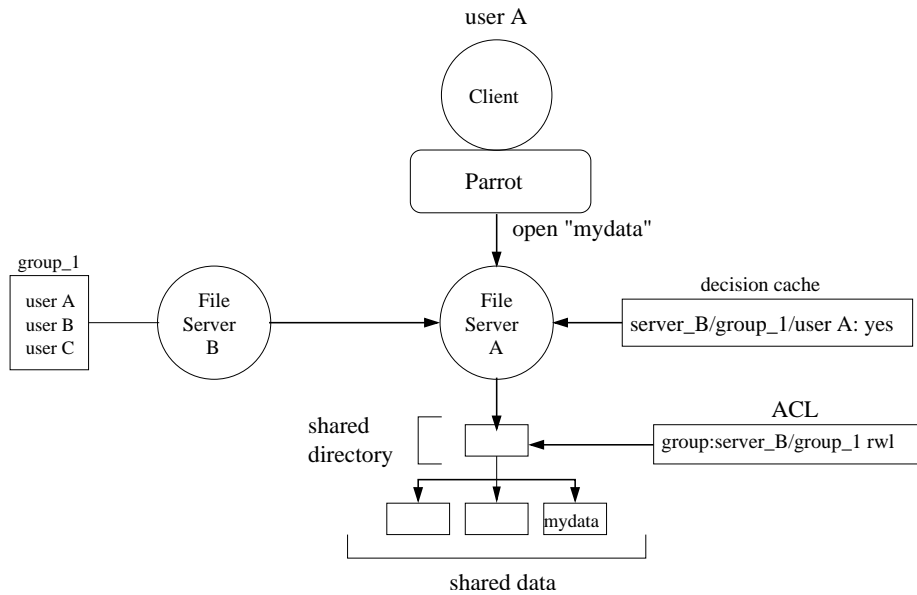 user A
Client
Parrot
open "mydata"
group_1
user A
user B
user C
File
Server
B
File
Server
A
decision cache
server_B/group_1/user A: yes
shared
directory
ACL
group:server_B/group_1 rwl
mydata
shared data